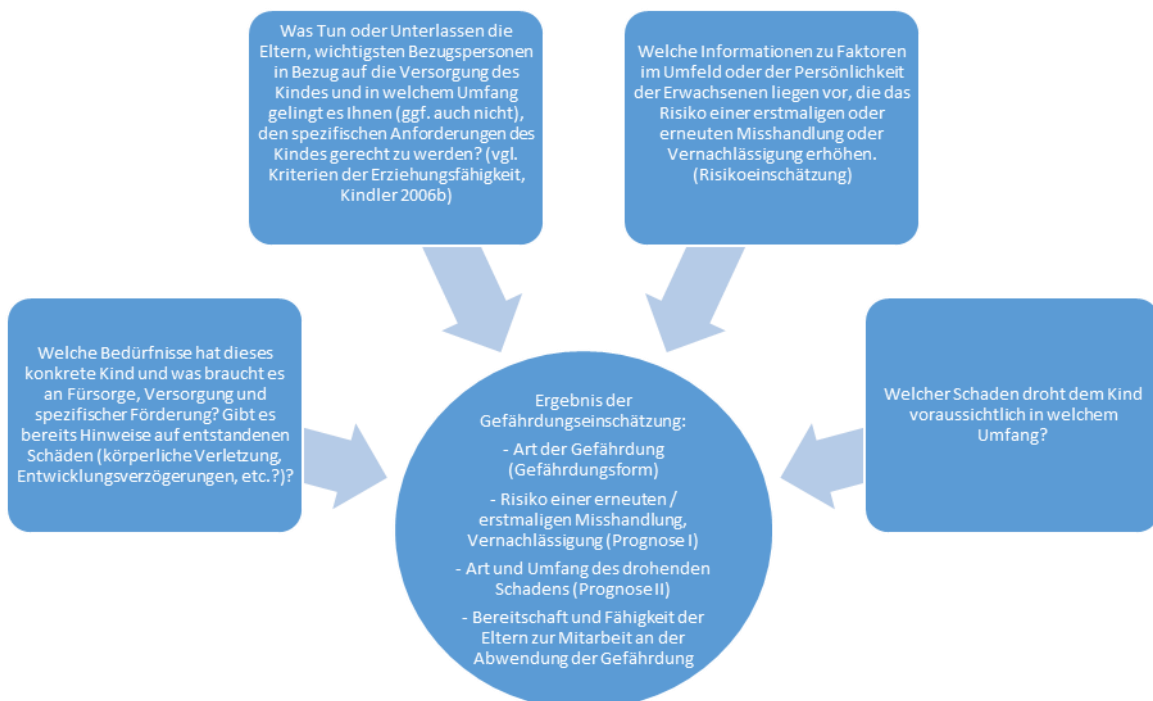 Was Tun oder Unterlassen die
Eltern, wichtigsten Bezugspersonen
in Bezug auf die Versorgung des
Kindes und in welchem Umfang
gelingt es Ihnen (ggf. auch nicht),
den spezifischen Anforderungen des
Kindes gerecht zu werden? (vgl.
Kriterien der Erziehungsfähigkeit,
Kindler 2006b)
Welche Informationen zu Faktoren
im Umfeld oder der Persönlichkeit
der Erwachsenen liegen vor, die das
Risiko einer erstmaligen oder
erneuten Misshandlung oder
Vernachlässigung erhöhen.
(Risikoeinschätzung)
Welche Bedürfnisse hat dieses
konkrete Kind und was braucht es
an Fürsorge, Versorgung und
spezifischer Förderung? Gibt es
bereits Hinweise auf entstandenen
Schäden (körperliche Verletzung,
Entwicklungsverzögerungen, etc.?)?
Welcher Schaden droht dem Kind
voraussichtlich in welchem
Umfang?
Ergebnis der
Gefährdungseinschätzung:
- Art der Gefährdung
(Gefährdungsform)
- Risiko einer erneuten /
erstmaligen Misshandlung,
Vernachlässigung (Prognose I)
- Art und Umfang des drohenden
Schadens (Prognose II)
- Bereitschaft und Fähigkeit der
Eltern zur Mitarbeit an der
Abwendung der Gefährdung